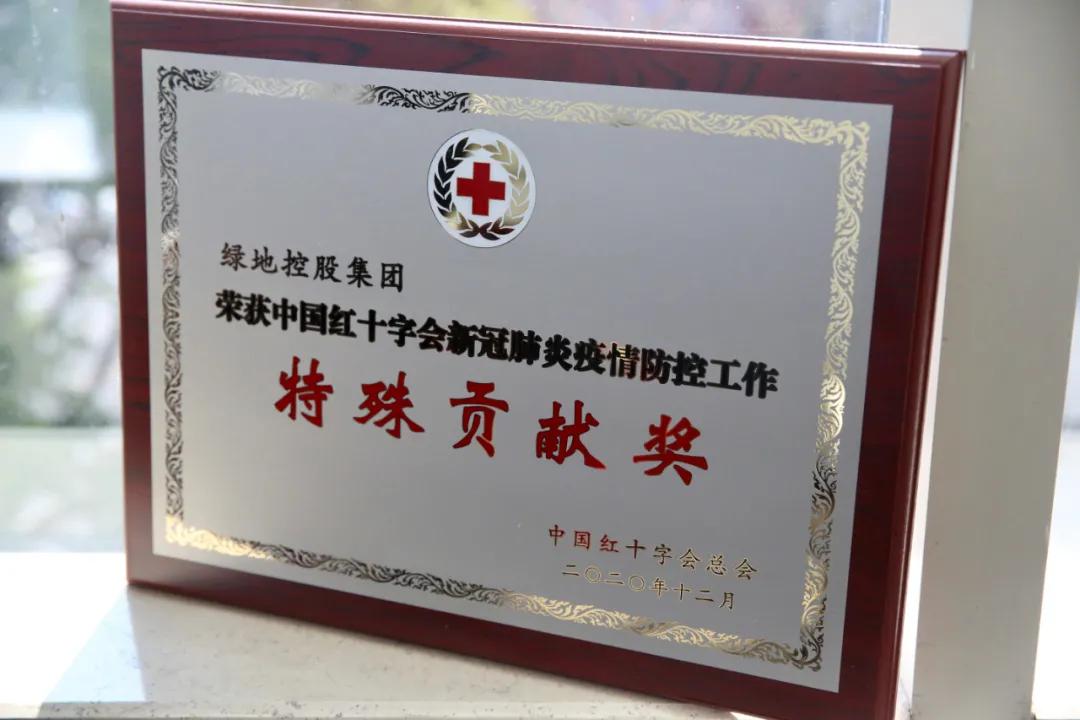 绿地控股集团
荣获中国红十字会新冠肺炎疫情防控工作
特殊贡献奖
中国红十字会总会
二〇二〇年十二月